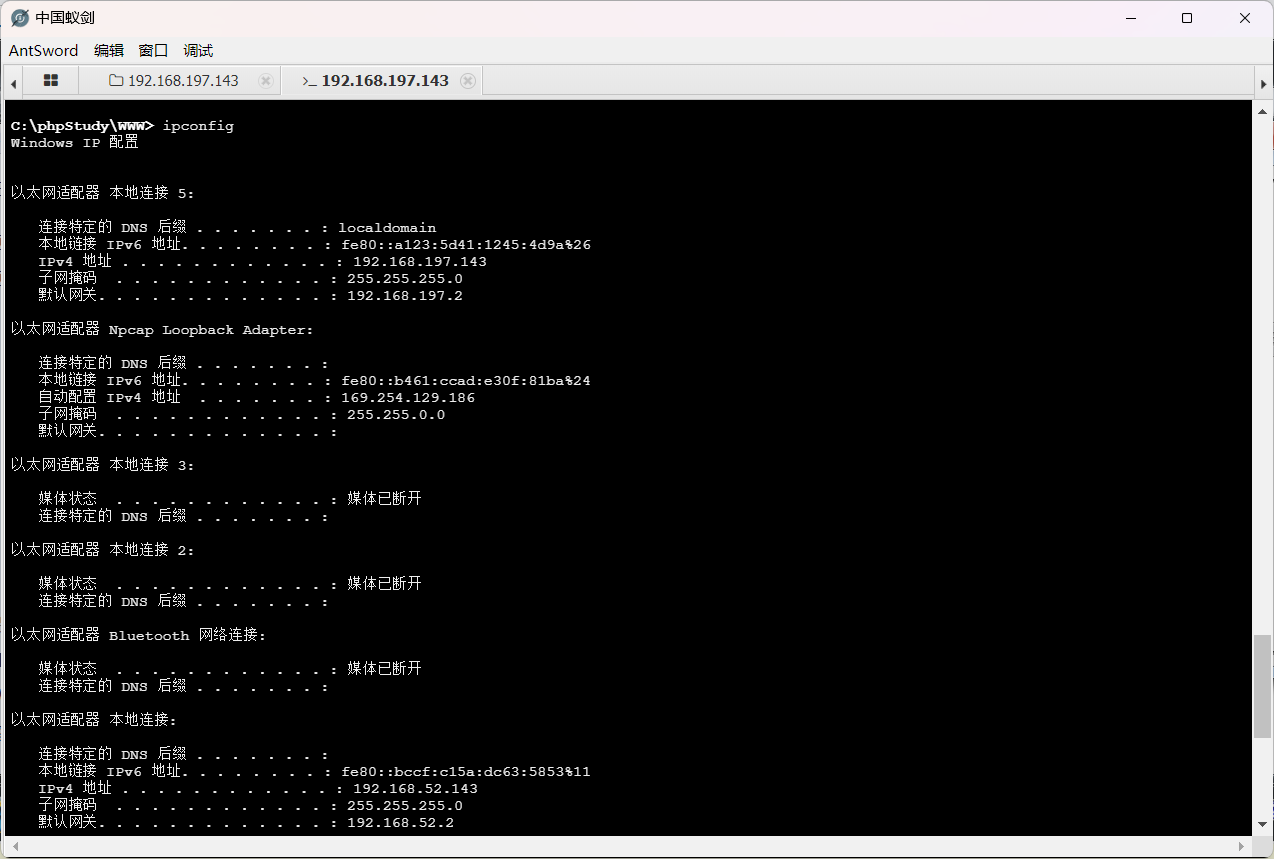 中国蚁剑
AntSword 编辑 窗口 调试
192.168.197.143 >_ 192.168.197.143
C:\phpStudy\WWW> ipconfig
Windows IP 配置
以太网适配器 本地连接 5:
连接特定的 DNS 后缀 . . . . . . . : localdomain
本地链接 IPv6 地址. . . . . . . . : fe80::a123:5d41:1245:4d9a%26
IPv4 地址 . . . . . . . . . . . . : 192.168.197.143
子网掩码 . . . . . . . . . . . . : 255.255.255.0
默认网关. . . . . . . . . . . . . : 192.168.197.2
以太网适配器 Npcap Loopback Adapter:
连接特定的 DNS 后缀 . . . . . . . :
本地链接 IPv6 地址. . . . . . . . : fe80::b461:ccad:e30f:81ba%24
自动配置 IPv4 地址 . . . . . . . : 169.254.129.186
子网掩码 . . . . . . . . . . . . : 255.255.0.0
默认网关. . . . . . . . . . . . . :
以太网适配器 本地连接 3:
媒体状态 . . . . . . . . . . . . : 媒体已断开
连接特定的 DNS 后缀 . . . . . . . :
以太网适配器 本地连接 2:
媒体状态 . . . . . . . . . . . . : 媒体已断开
连接特定的 DNS 后缀 . . . . . . . :
以太网适配器 Bluetooth 网络连接:
媒体状态 . . . . . . . . . . . . : 媒体已断开
连接特定的 DNS 后缀 . . . . . . . :
以太网适配器 本地连接:
连接特定的 DNS 后缀 . . . . . . . :
本地链接 IPv6 地址. . . . . . . . : fe80::bccf:c15a:dc63:5853%11
IPv4 地址 . . . . . . . . . . . . : 192.168.52.143
子网掩码 . . . . . . . . . . . . : 255.255.255.0
默认网关. . . . . . . . . . . . . : 192.168.52.2